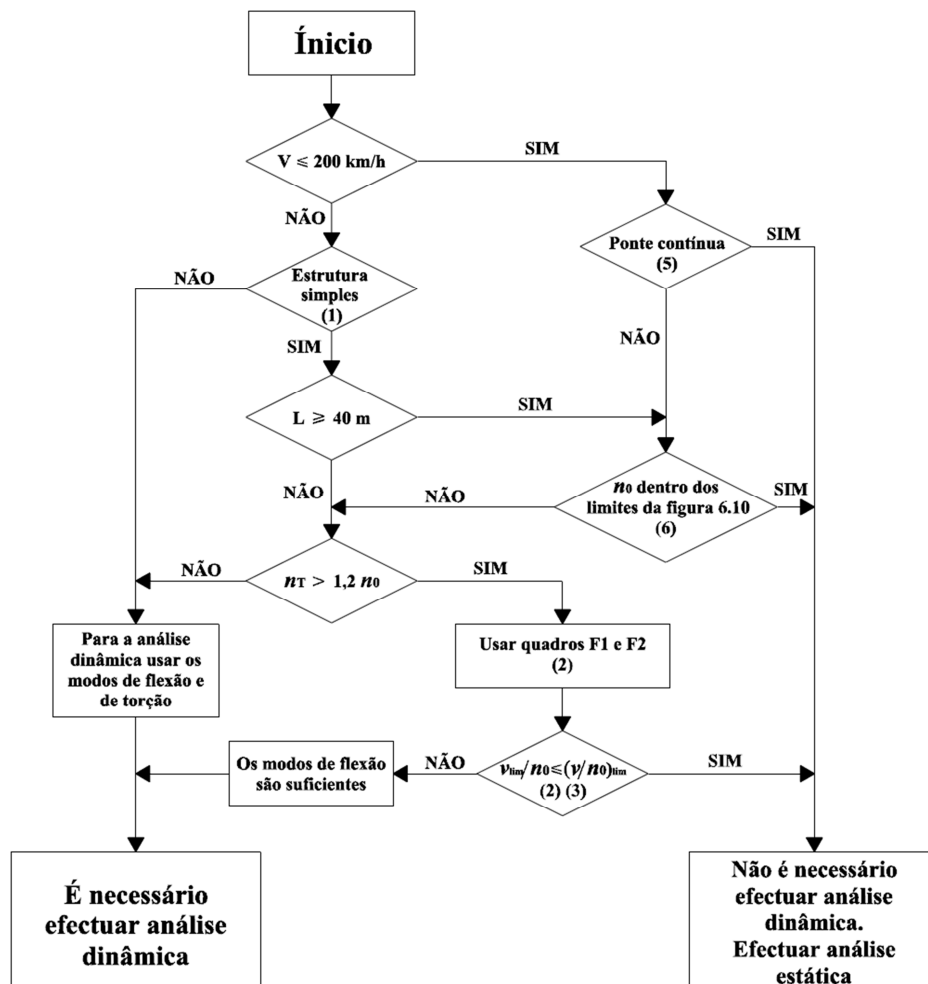 Ínicio
V ≤ 200 km/h
SIM
NÃO
Ponte contínua
(5)
SIM
NÃO
Estrutura
simples
(1)
SIM
NÃO
L ≥ 40 m
SIM
NÃO
NÃO
n0 dentro dos
limites da figura 6.10
(6)
SIM
NÃO
nT > 1,2 n0
SIM
Para a análise
dinâmica usar os
modos de flexão e
de torção
Usar quadros F1 e F2
(2)
Os modos de flexão
são suficientes
NÃO
vlim/n0≤(v/n0)lim
(2) (3)
SIM
É necessário
efectuar análise
dinâmica
Não é necessário
efectuar análise
dinâmica.
Efectuar análise
estática